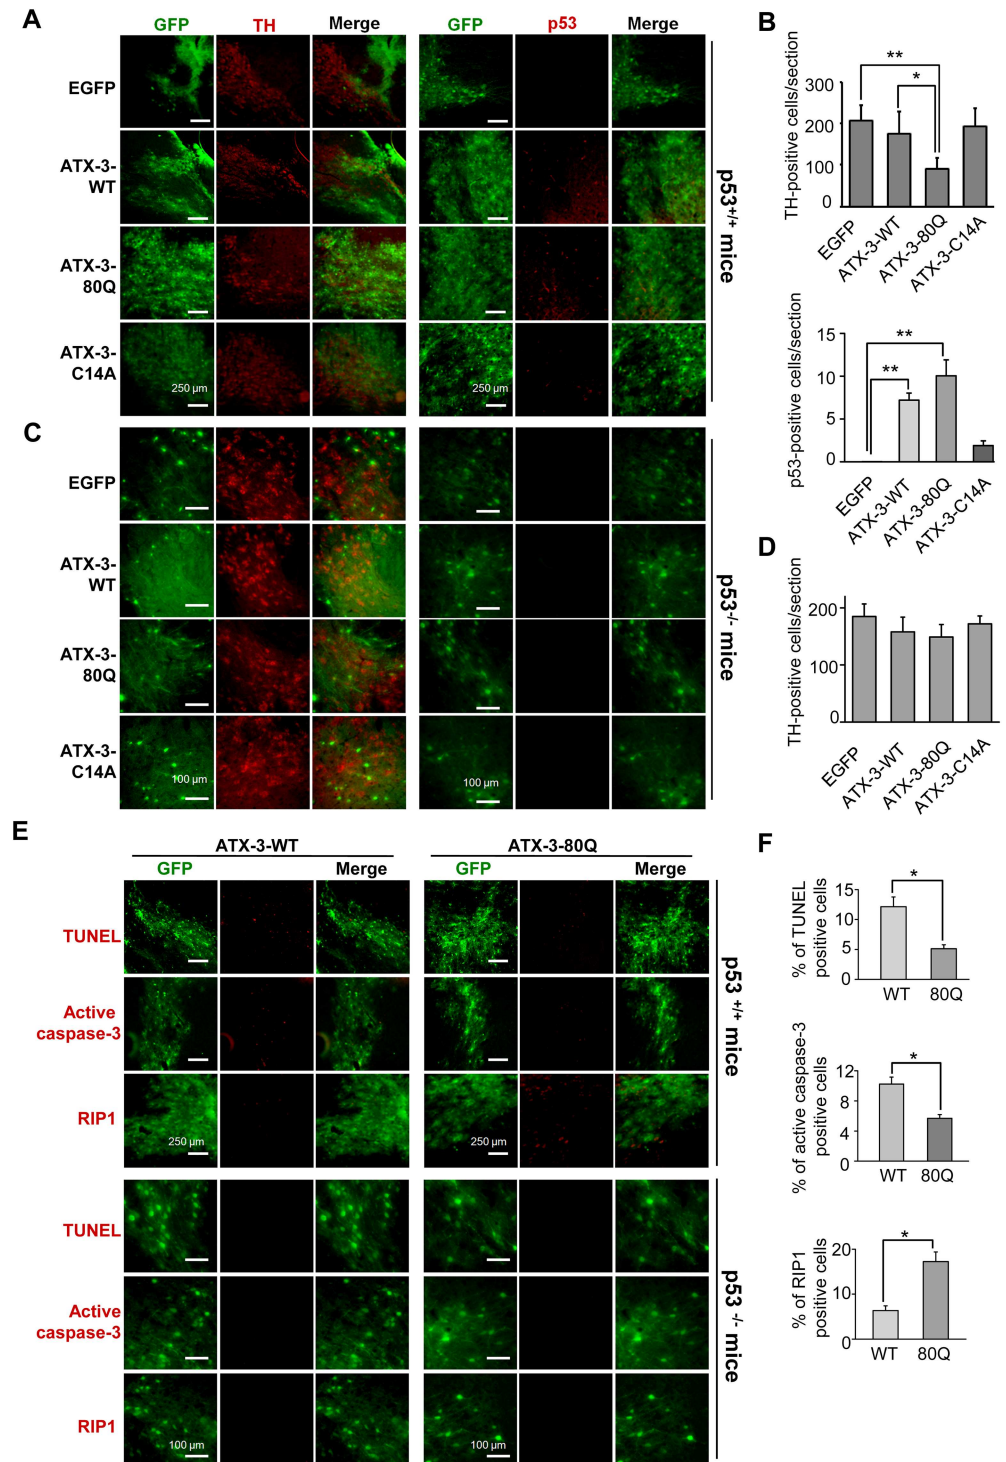 A
GFP TH Merge GFP p53 Merge
EGFP
ATX-3-
WT
ATX-3-
80Q
ATX-3-
C14A
250 µm 250 µm
p53+/+ mice
B
TH-positive cells/section
300
200
100
0
** *
EGFP ATX-3-WT ATX-3-80Q ATX-3-C14A
p53-positive cells/section
15
10
5
0
**
**
EGFP ATX-3-WT ATX-3-80Q ATX-3-C14A
C
EGFP
ATX-3-
WT
ATX-3-
80Q
ATX-3-
C14A
100 µm 100 µm
p53-/- mice
D
TH-positive cells/section
200
100
0
EGFP ATX-3-WT ATX-3-80Q ATX-3-C14A
E
ATX-3-WT ATX-3-80Q
GFP Merge GFP Merge
TUNEL
Active
caspase-3
RIP1
250 µm 250 µm
p53 +/+ mice
TUNEL
Active
caspase-3
RIP1
100 µm 100 µm
p53 -/- mice
F
% of TUNEL
positive cells
15
10
5
0
*
WT 80Q
% of active caspase-3
positive cells
12
8
4
0
*
WT 80Q
% of RIP1
positive cells
20
10
0
*
WT 80Q